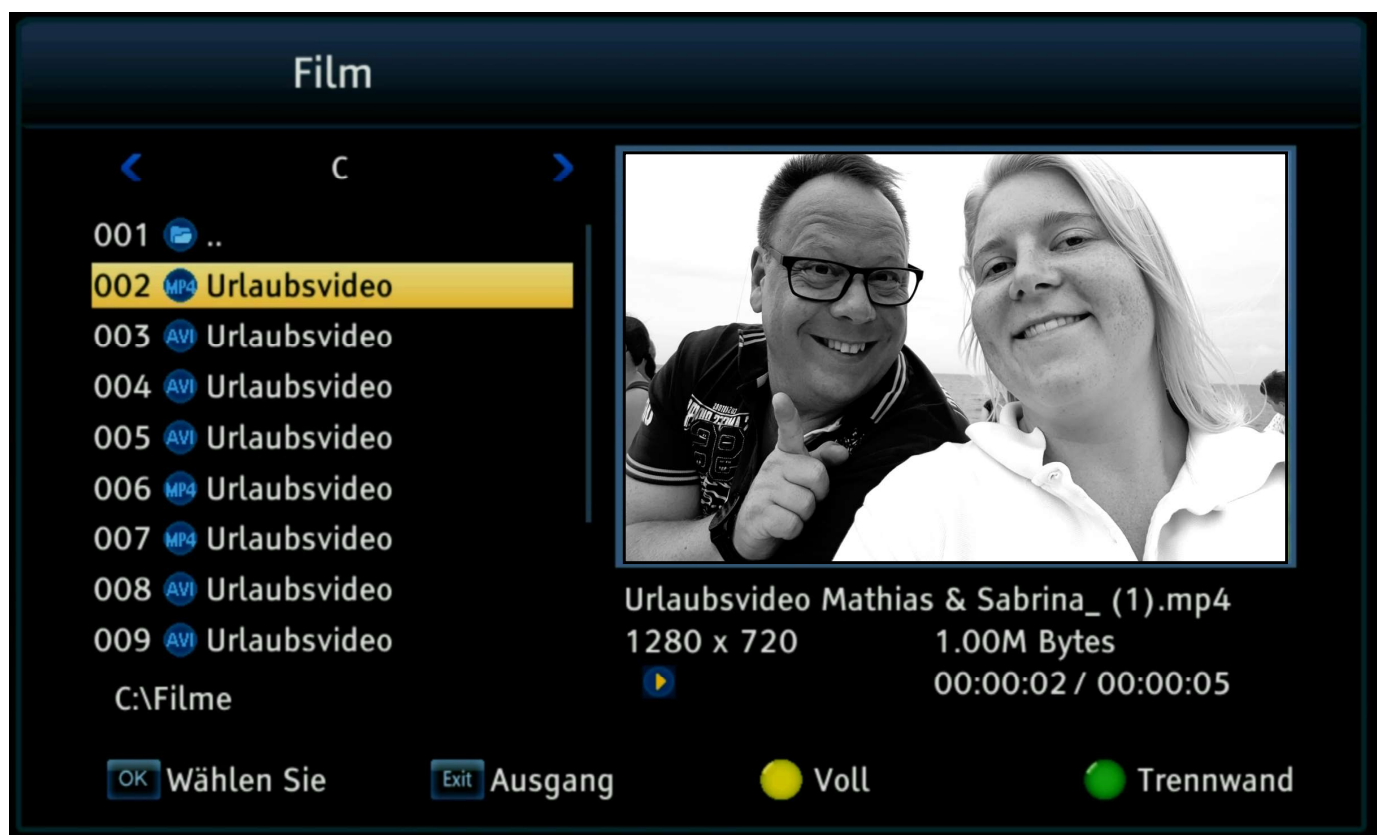 Film
C
001 ..
002 MP4 Urlaubsvideo
003 AVI Urlaubsvideo
004 AVI Urlaubsvideo
005 AVI Urlaubsvideo
006 MP4 Urlaubsvideo
007 MP4 Urlaubsvideo
008 AVI Urlaubsvideo
009 AVI Urlaubsvideo
C:\Filme
Urlaubsvideo Mathias & Sabrina_ (1).mp4
1280 x 720 1.00M Bytes
00:00:02 / 00:00:05
OK Wählen Sie Exit Ausgang Voll Trennwand